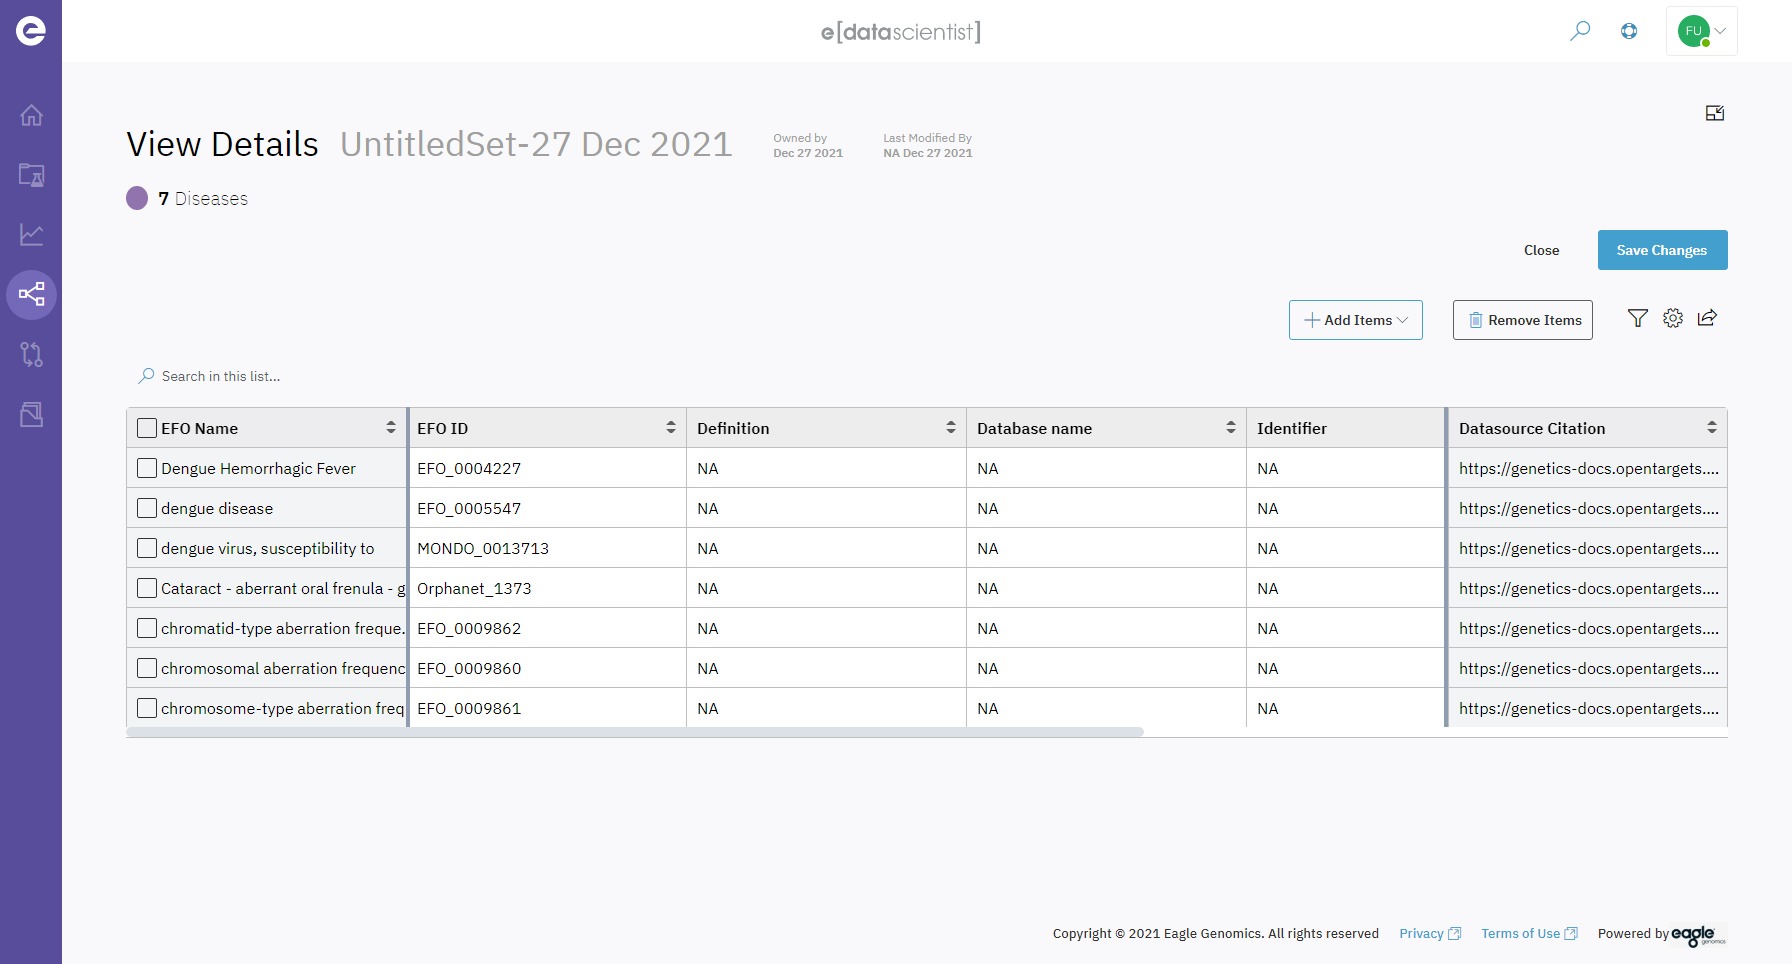 e[datascientist]
FU
View Details UntitledSet-27 Dec 2021
Owned by
Dec 27 2021
Last Modified By
NA Dec 27 2021
7 Diseases
Close
Save Changes
Add Items
Remove Items
Search in this list...
EFO Name EFO ID Definition Database name Identifier Datasource Citation
Dengue Hemorrhagic Fever EFO_0004227 NA NA NA https://genetics-docs.opentargets....
dengue disease EFO_0005547 NA NA NA https://genetics-docs.opentargets....
dengue virus, susceptibility to MONDO_0013713 NA NA NA https://genetics-docs.opentargets....
Cataract - aberrant oral frenula - g Orphanet_1373 NA NA NA https://genetics-docs.opentargets....
chromatid-type aberration freque. EFO_0009862 NA NA NA https://genetics-docs.opentargets....
chromosomal aberration frequenc EFO_0009860 NA NA NA https://genetics-docs.opentargets....
chromosome-type aberration freq EFO_0009861 NA NA NA https://genetics-docs.opentargets....
Copyright © 2021 Eagle Genomics. All rights reserved Privacy Terms of Use Powered by eagle genomics